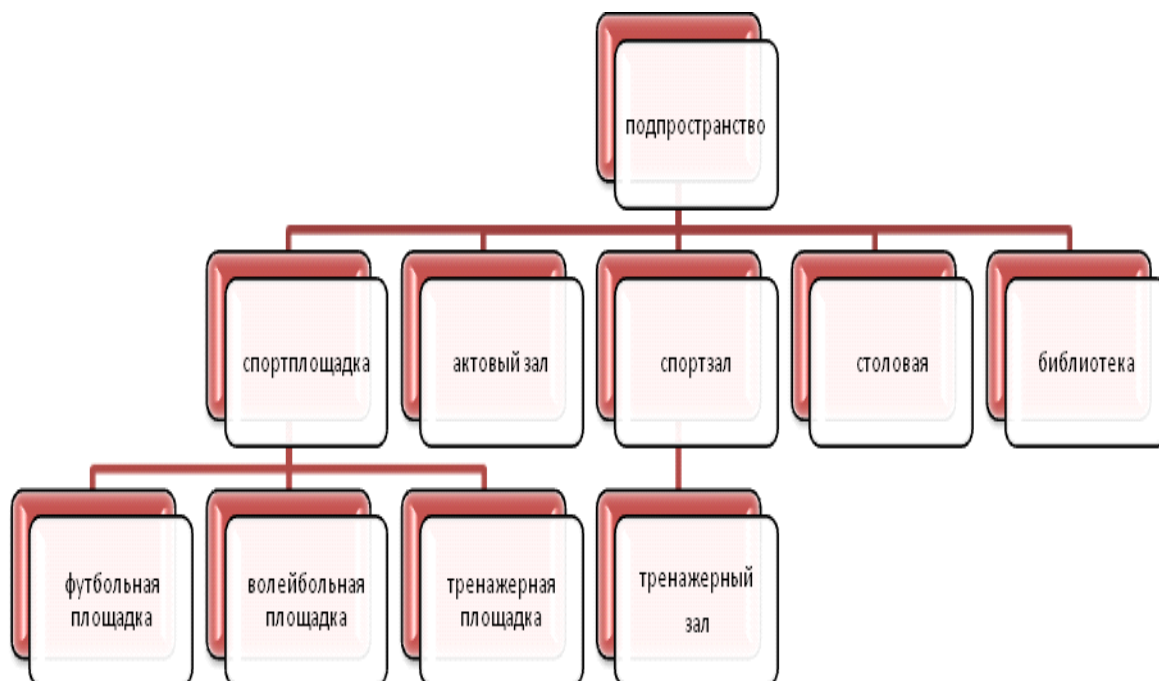 подпространство
спортплощадка
актовый зал
спортзал
столовая
библиотека
футбольная
площадка
волейбольная
площадка
тренажерная
площадка
тренажерный
зал